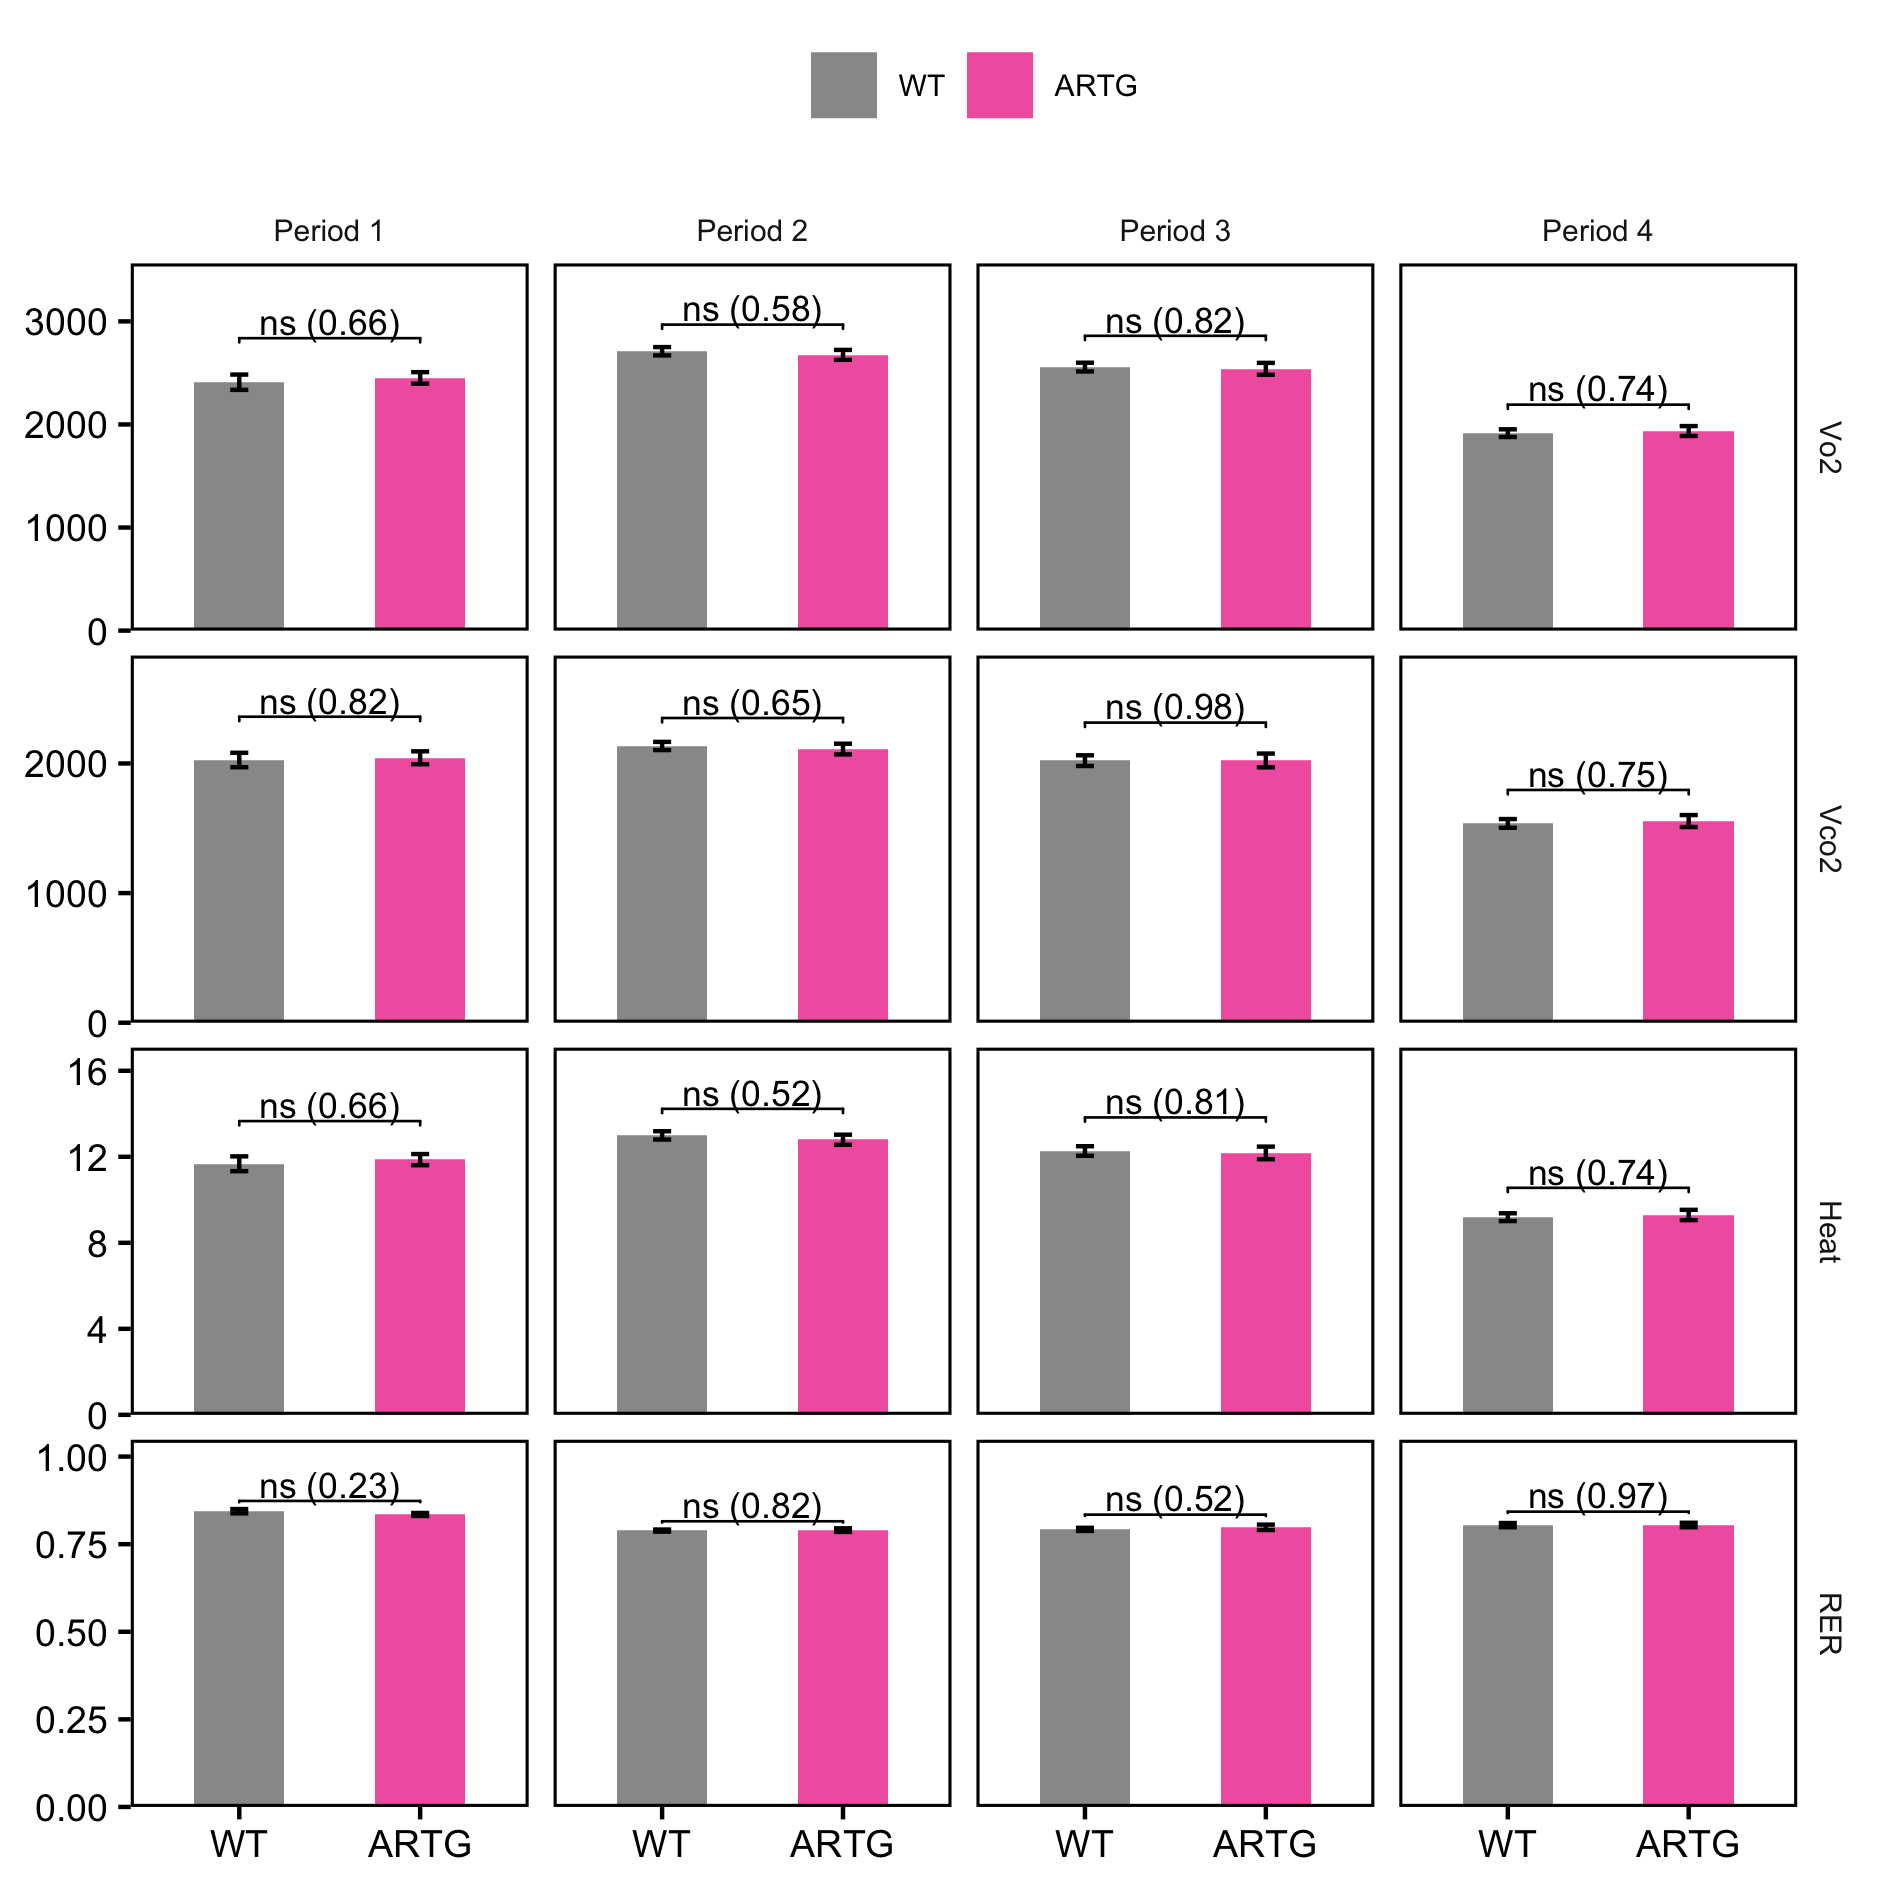 WT ARTG
Period 1 Period 2 Period 3 Period 4
3000
2000
1000
0
ns (0.66) ns (0.58) ns (0.82) ns (0.74)
Vo2
2000
1000
0
ns (0.82) ns (0.65) ns (0.98) ns (0.75)
Vco2
16
12
8
4
0
ns (0.66) ns (0.52) ns (0.81) ns (0.74)
Heat
1.00
0.75
0.50
0.25
0.00
ns (0.23) ns (0.82) ns (0.52) ns (0.97)
RER
WT ARTG WT ARTG WT ARTG WT ARTG